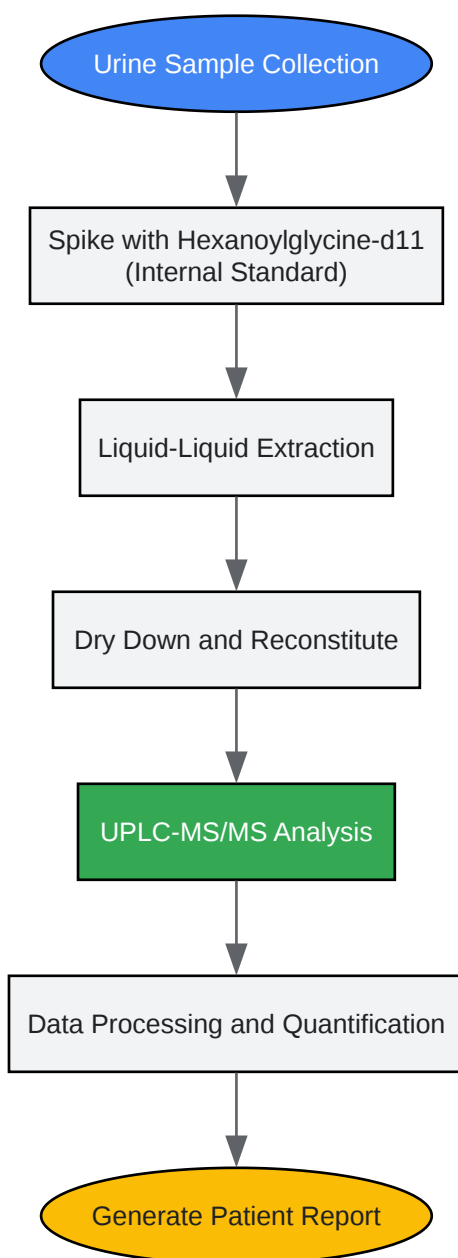 Urine Sample Collection
Spike with Hexanoylglycine-d11
(Internal Standard)
Liquid-Liquid Extraction
Dry Down and Reconstitute
UPLC-MS/MS Analysis
Data Processing and Quantification
Generate Patient Report